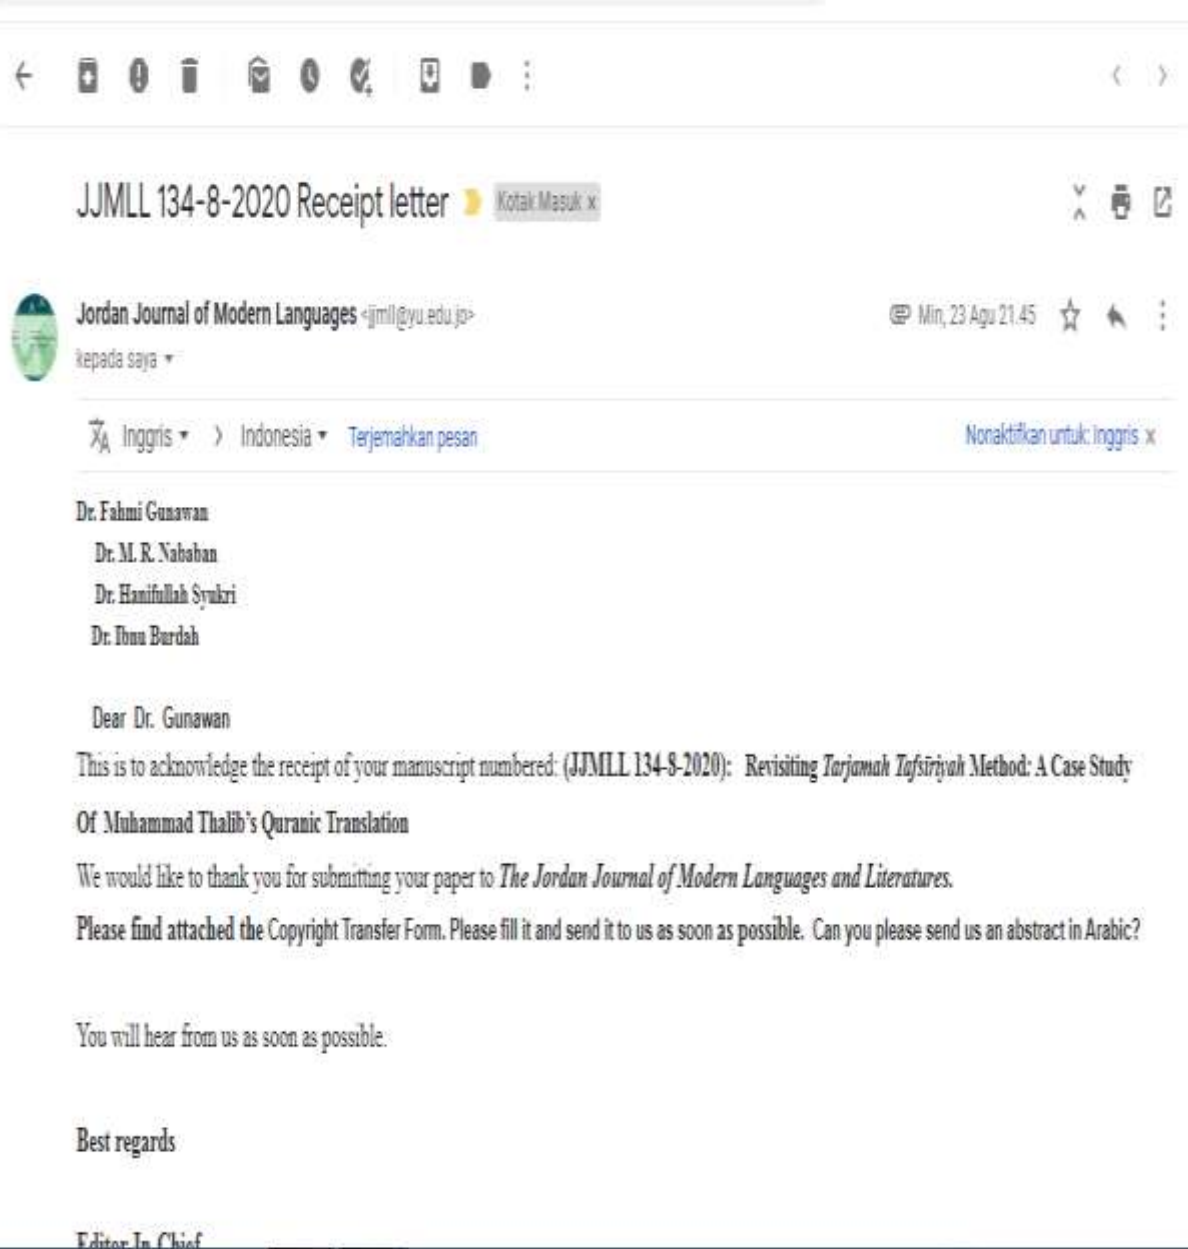 JJMLL 134-8-2020 Receipt letter Kotak Masuk x
Jordan Journal of Modern Languages <jjmll@yu.edu.jo> Min, 23 Agu 21.45
kepada saya
Inggris > Indonesia Terjemahkan pesan Nonaktifkan untuk: Inggris x
Dr. Fahmi Gunawan
Dr. M. R. Nababan
Dr. Hanifullah Syukri
Dr. Ibnu Burdah
Dear Dr. Gunawan
This is to acknowledge the receipt of your manuscript numbered: (JJMLL 134-8-2020): Revisiting Tarjamah Tafsīriyah Method: A Case Study
Of Muhammad Thalib's Quranic Translation
We would like to thank you for submitting your paper to The Jordan Journal of Modern Languages and Literatures.
Please find attached the Copyright Transfer Form. Please fill it and send it to us as soon as possible. Can you please send us an abstract in Arabic?
You will hear from us as soon as possible.
Best regards
Editor In Chief